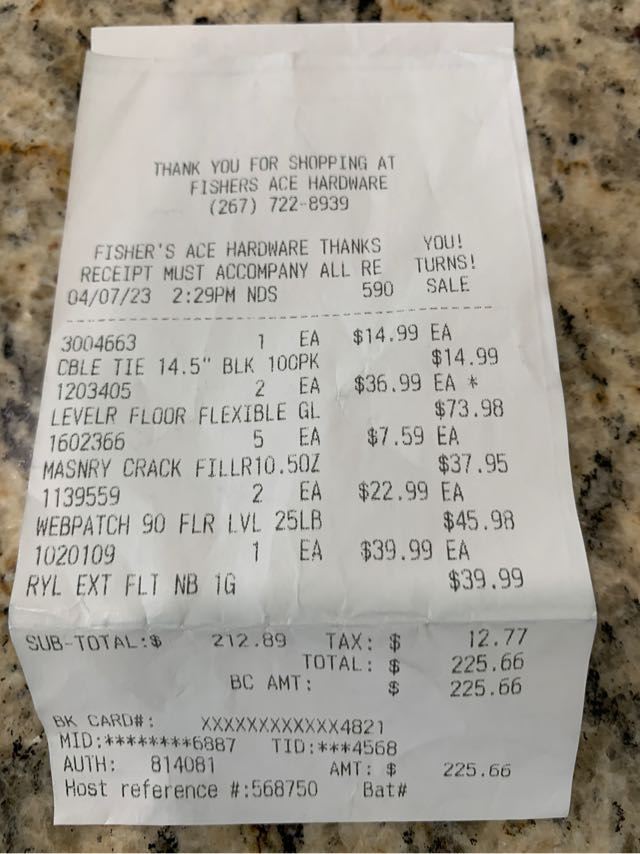 THANK YOU FOR SHOPPING AT
FISHERS ACE HARDWARE
(267) 722-8939
FISHER'S ACE HARDWARE THANKS YOU!
RECEIPT MUST ACCOMPANY ALL RE TURNS!
04/07/23 2:29PM NDS 590 SALE
3004663 1 EA $14.99 EA
CBLE TIE 14.5" BLK 100PK $14.99
1203405 2 EA $36.99 EA *
LEVELR FLOOR FLEXIBLE GL $73.98
1602366 5 EA $7.59 EA
MASNRY CRACK FILLR10.5OZ $37.95
1139559 2 EA $22.99 EA
WEBPATCH 90 FLR LVL 25LB $45.98
1020109 1 EA $39.99 EA
RYL EXT FLT NB 1G $39.99
SUB-TOTAL:$ 212.89 TAX: $ 12.77
TOTAL: $ 225.66
BC AMT: $ 225.66
BK CARD#: XXXXXXXXXXXX4821
MID:********6887 TID:***4568
AUTH: 814081 AMT: $ 225.66
Host reference #:568750 Bat#